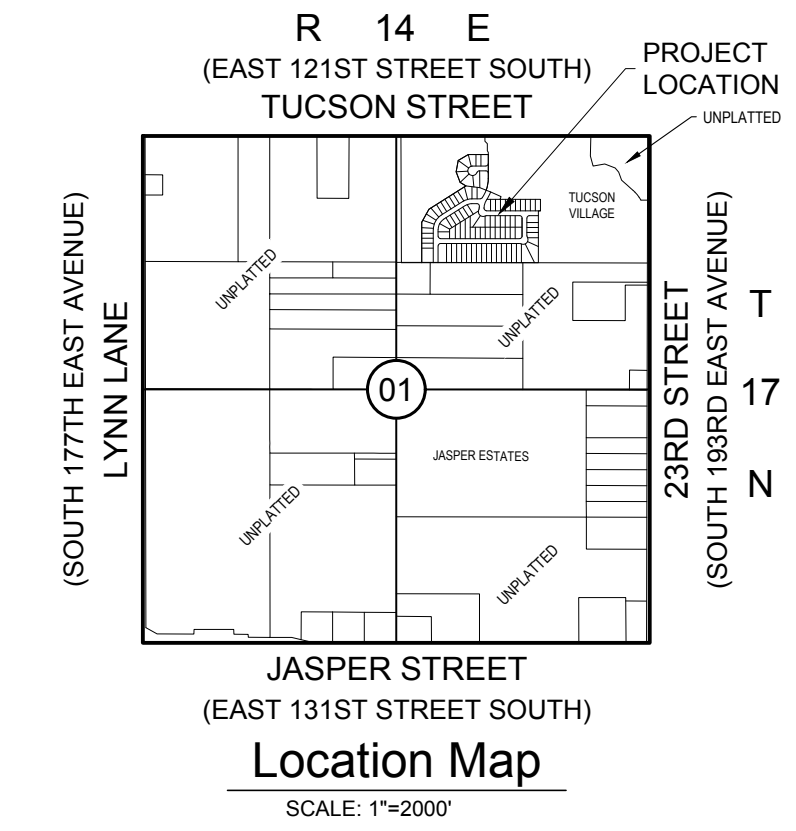 R 14 E
(EAST 121ST STREET SOUTH)
TUCSON STREET
PROJECT
LOCATION
UNPLATTED
TUCSON
VILLAGE
UNPLATTED
UNPLATTED
(SOUTH 177TH EAST AVENUE)
LYNN LANE
01
23RD STREET
(SOUTH 193RD EAST AVENUE)
T
17
N
JASPER ESTATES
UNPLATTED
UNPLATTED
JASPER STREET
(EAST 131ST STREET SOUTH)
Location Map
SCALE: 1"=2000'